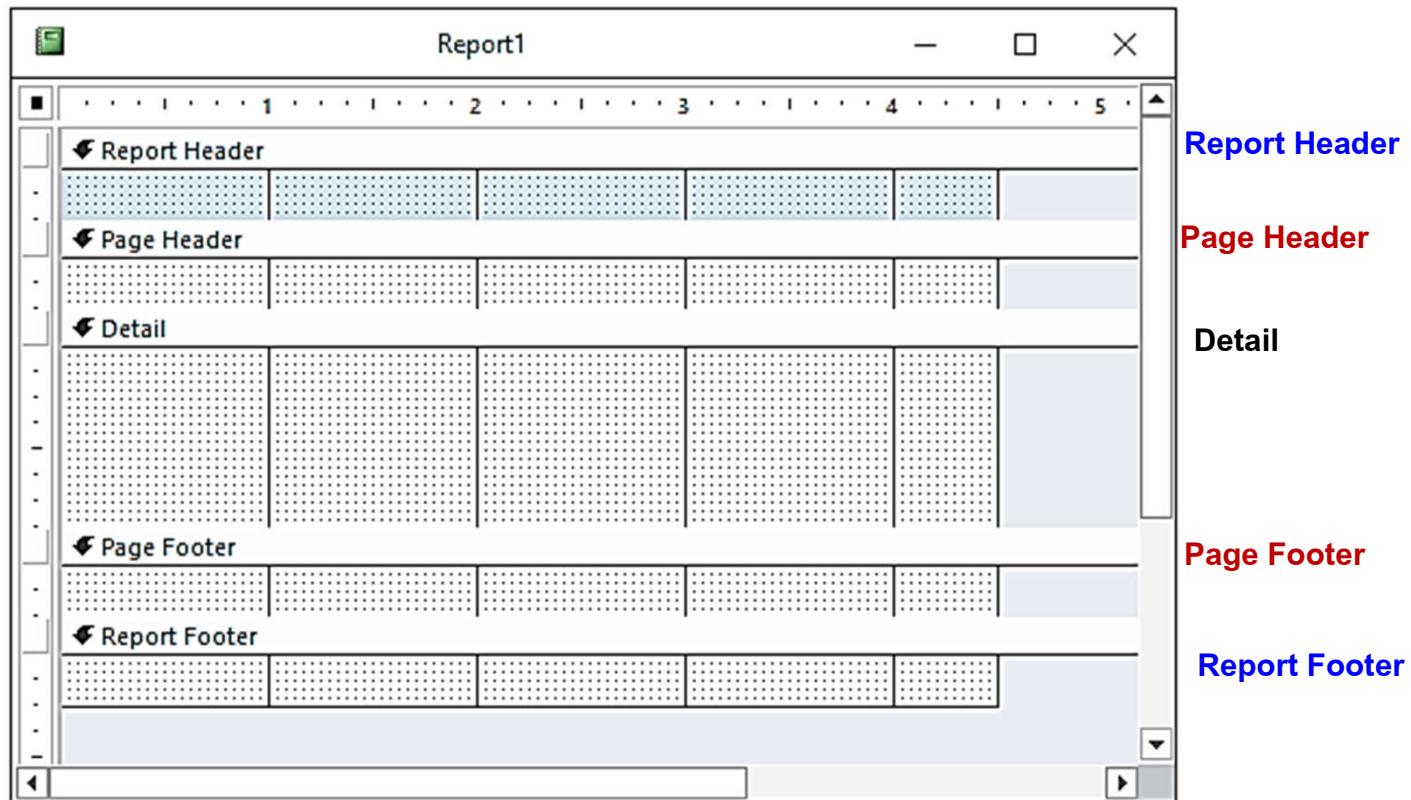 Report1
1 2 3 4 5
Report Header
Report Header
Page Header
Page Header
Detail
Detail
Page Footer
Page Footer
Report Footer
Report Footer